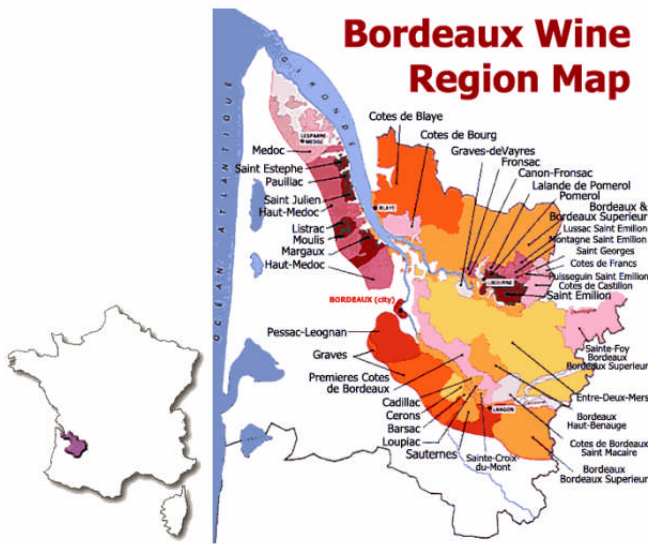 Bordeaux Wine
Region Map
OCÉAN ATLANTIQUE
GIRONDE
LESPARRE-
MEDOC
Medoc
Saint Estephe
Pauillac
Saint Julien
Haut-Medoc
Listrac
Moulis
Margaux
Haut-Medoc
BLAYE
Cotes de Blaye
Cotes de Bourg
Graves-deVayres
Fronsac
Canon-Fronsac
Lalande de Pomerol
Pomerol
Bordeaux &
Bordeaux Superieur
Lussac Saint Emilion
Montagne Saint Emilion
Saint Georges
Cotes de Francs
Puisseguin Saint Emilion
Cotes de Castillon
Saint Emilion
LIBOURNE
BORDEAUX (city)
Pessac-Leognan
Graves
Premieres Cotes
de Bordeaux
Cadillac
Cerons
Barsac
Loupiac
Sauternes
Sainte-Croix
du-Mont
LANGON
Sainte-Foy
Bordeaux
Bordeaux Superieur
Entre-Deux-Mers
Bordeaux
Haut-Benauge
Cotes de Bordeaux
Saint Macaire
Bordeaux
Bordeaux Superieur